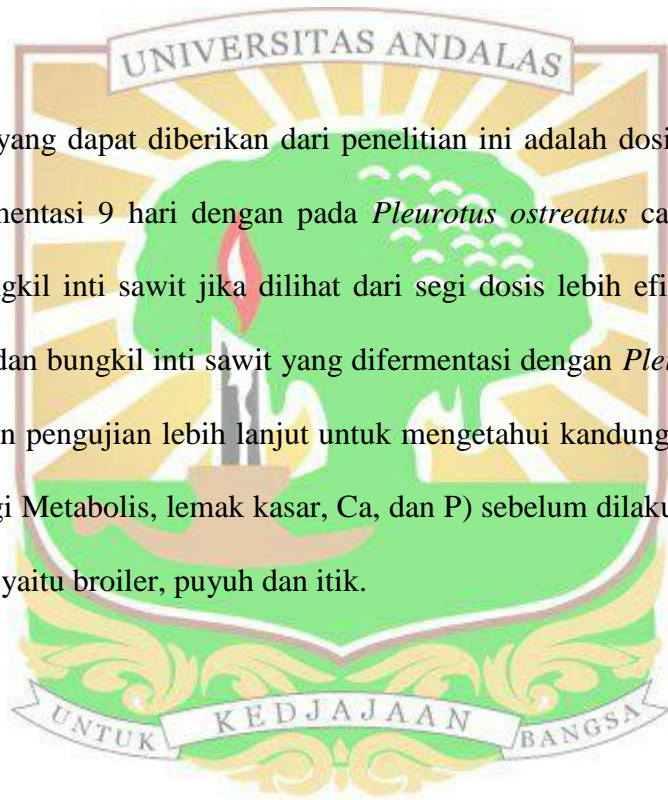 UNIVERSITAS ANDALAS
yang dapat diberikan dari penelitian ini adalah dosi
mentasi 9 hari dengan pada Pleurotus ostreatus ca
gkil inti sawit jika dilihat dari segi dosis lebih efi
dan bungkil inti sawit yang difermentasi dengan Ple
n pengujian lebih lanjut untuk mengetahui kandung
gi Metabolis, lemak kasar, Ca, dan P) sebelum dilaku
yaitu broiler, puyuh dan itik.
UNTUK KEDJAJAAN BANGSA